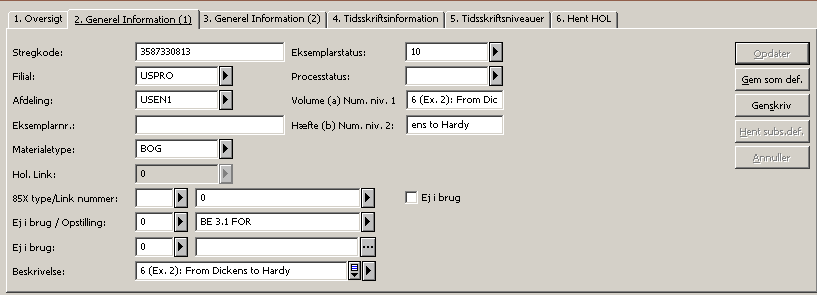 1. Oversigt 2. Generel Information (1) 3. Generel Information (2) 4. Tidsskriftsinformation 5. Tidsskriftsniveauer 6. Hent HOL
Stregkode: 3587330813 Eksemplarstatus: 10 Opdater
Filial: USPRO Processtatus: Gem som def.
Afdeling: USEN1 Volume (a) Num. niv. 1 6 (Ex. 2): From Dic Genskriv
Eksemplarnr.: Hæfte (b) Num. niv. 2: ens to Hardy Hent subs.def.
Materialetype: BOG Annuller
Hol. Link: 0
85X type/Link nummer: 0 Ej i brug
Ej i brug / Opstilling: 0 BE 3.1 FOR
Ej i brug: 0 ...
Beskrivelse: 6 (Ex. 2): From Dickens to Hardy